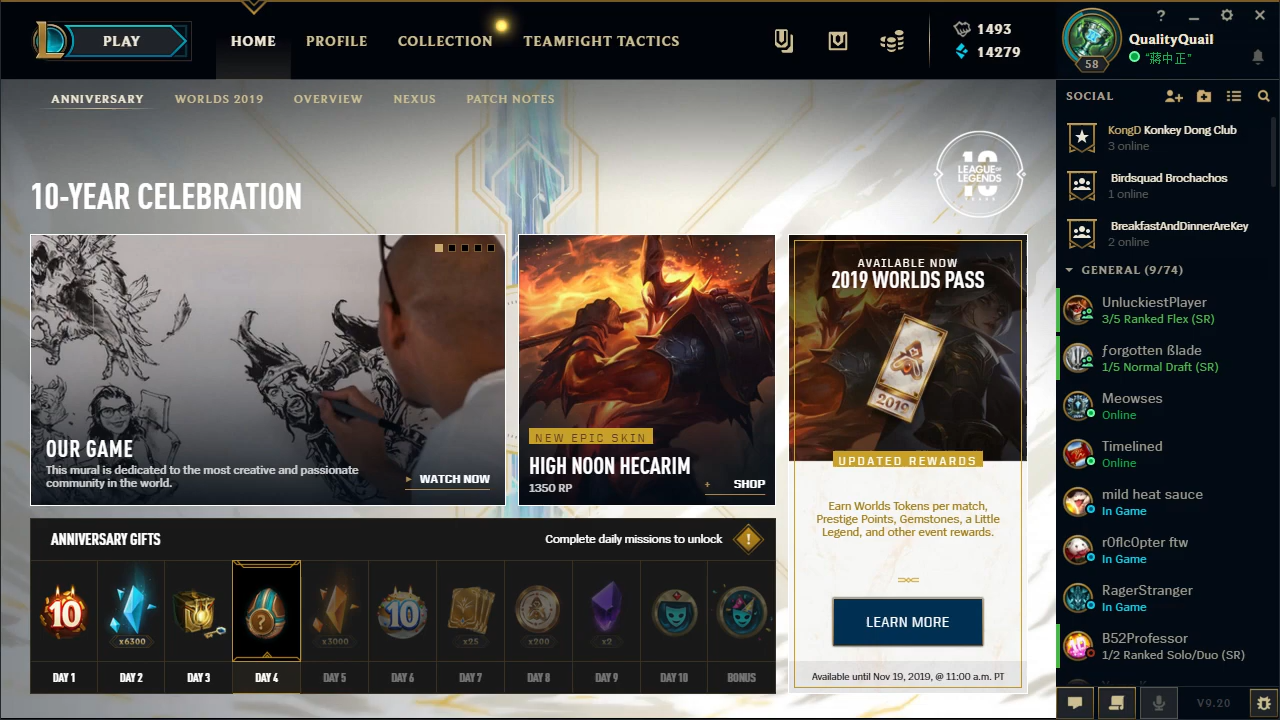 PLAY
HOME
PROFILE
COLLECTION
TEAMFIGHT TACTICS
1493
14279
58
?
QualityQuail
"蔣中正"
ANNIVERSARY
WORLDS 2019
OVERVIEW
NEXUS
PATCH NOTES
10-YEAR CELEBRATION
10
LEAGUE OF
LEGENDS
YEARS
OUR GAME
This mural is dedicated to the most creative and passionate
community in the world.
WATCH NOW
NEW EPIC SKIN
HIGH NOON HECARIM
1350 RP
SHOP
AVAILABLE NOW
2019 WORLDS PASS
2019
UPDATED REWARDS
Earn Worlds Tokens per match,
Prestige Points, Gemstones, a Little
Legend, and other event rewards.
LEARN MORE
Available until Nov 19, 2019, @ 11:00 a.m. PT
ANNIVERSARY GIFTS
Complete daily missions to unlock
!
10
x6300
?
x3000
10
x25
x200
x2
DAY 1
DAY 2
DAY 3
DAY 4
DAY 5
DAY 6
DAY 7
DAY 8
DAY 9
DAY 10
BONUS
SOCIAL
KongD Konkey Dong Club
3 online
Birdsquad Brochachos
1 online
BreakfastAndDinnerAreKey
2 online
GENERAL (9/74)
UnluckiestPlayer
3/5 Ranked Flex (SR)
ƒorgotten ßlade
1/5 Normal Draft (SR)
Meowses
Online
Timelined
Online
mild heat sauce
In Game
r0flc0pter ftw
In Game
RagerStranger
In Game
B52Professor
1/2 Ranked Solo/Duo (SR)
V9.20